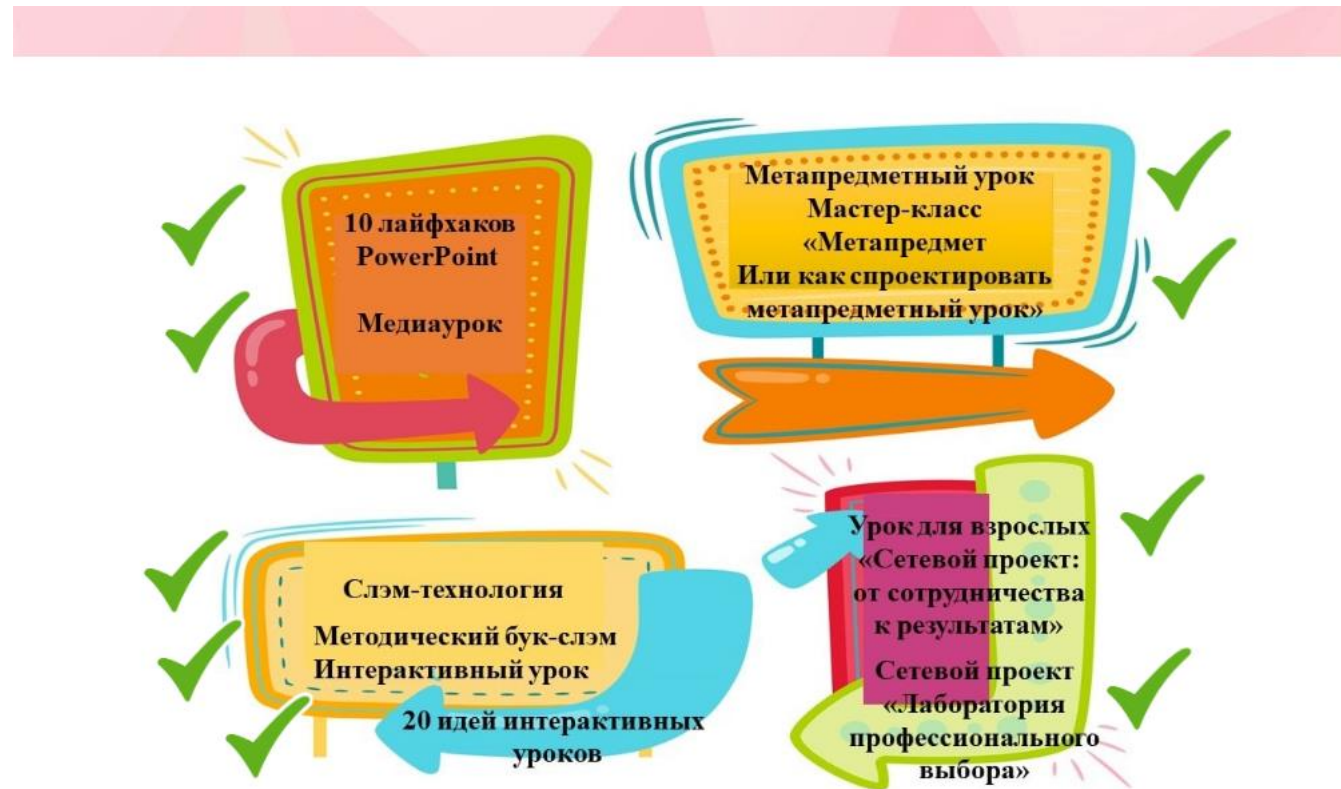 10 лайфхаков
PowerPoint
Медиаурок
Метапредметный урок
Мастер-класс
«Метапредмет
Или как спроектировать
метапредметный урок»
Слэм-технология
Методический бук-слэм
Интерактивный урок
20 идей интерактивных
уроков
Урок для взрослых
«Сетевой проект:
от сотрудничества
к результатам»
Сетевой проект
«Лаборатория
профессионального
выбора»